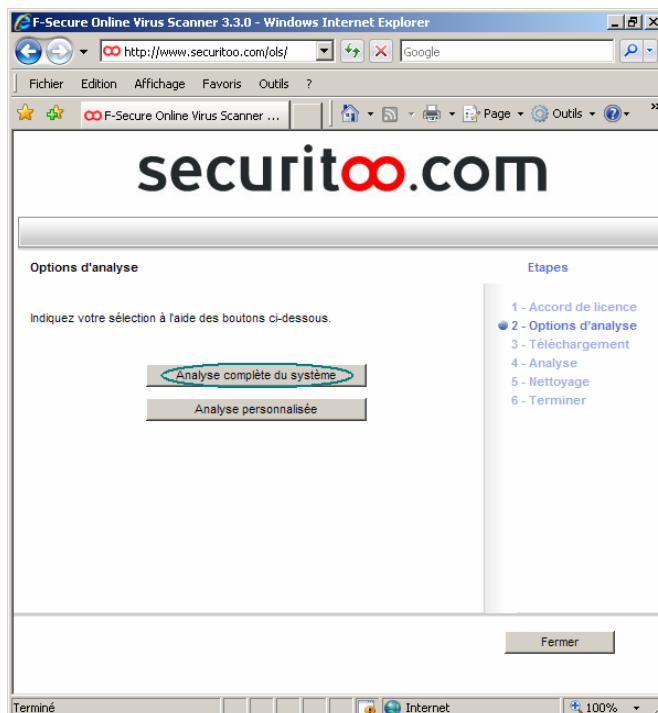 F-Secure Online Virus Scanner 3.3.0 - Windows Internet Explorer
http://www.securitoo.com/ols/
Google
Fichier Edition Affichage Favoris Outils ?
F-Secure Online Virus Scanner ...
Page Outils »
securitoo.com
Options d'analyse
Etapes
Indiquez votre sélection à l'aide des boutons ci-dessous.
1 - Accord de licence
2 - Options d'analyse
3 - Téléchargement
4 - Analyse
5 - Nettoyage
6 - Terminer
Analyse complète du système
Analyse personnalisée
Fermer
Terminé Internet 100%